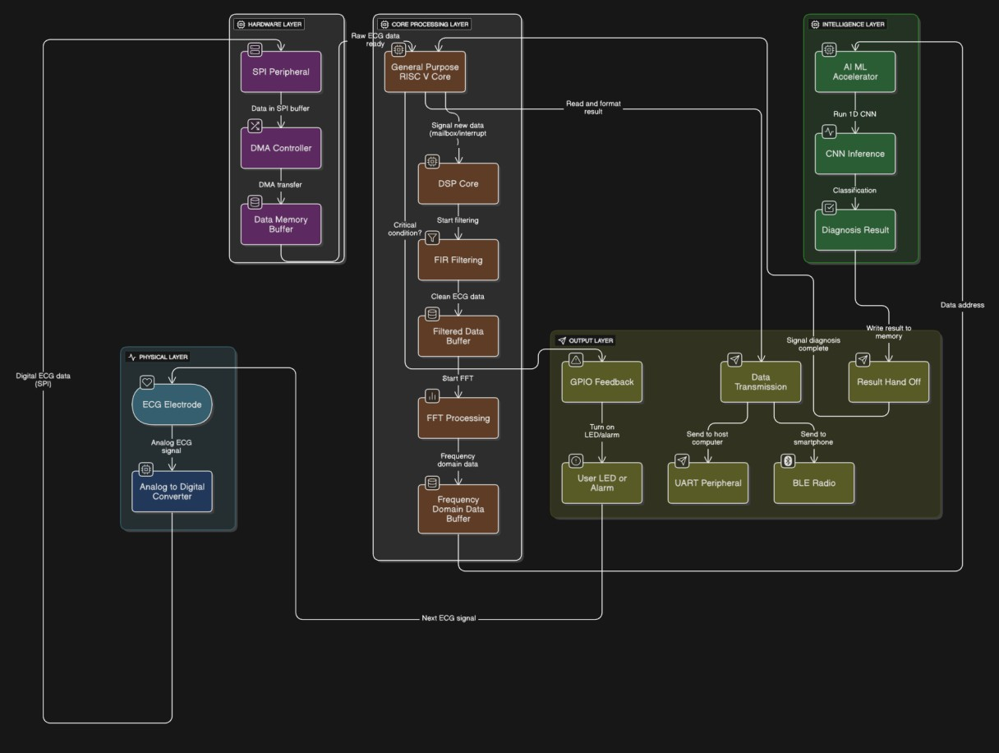 HARDWARE LAYER
SPI Peripheral
Data in SPI buffer
DMA Controller
DMA transfer
Data Memory
Buffer
Raw ECG data
ready
CORE PROCESSING LAYER
General Purpose
RISC V Core
Signal new data
(mailbox/interrupt
)
DSP Core
Start filtering
Critical
condition?
FIR Filtering
Clean ECG data
Filtered Data
Buffer
Start FFT
FFT Processing
Frequency
domain data
Frequency
Domain Data
Buffer
Read and format
result
INTELLIGENCE LAYER
AI ML
Accelerator
Run 1D CNN
CNN Inference
Classification
Diagnosis Result
Data address
Write result to
memory
Signal diagnosis
complete
OUTPUT LAYER
GPIO Feedback
Turn on
LED/alarm
User LED or
Alarm
Data
Transmission
Send to host
computer
UART Peripheral
Send to
smartphone
BLE Radio
Result Hand Off
PHYSICAL LAYER
ECG Electrode
Analog ECG
signal
Analog to Digital
Converter
Digital ECG data
(SPI)
Next ECG signal